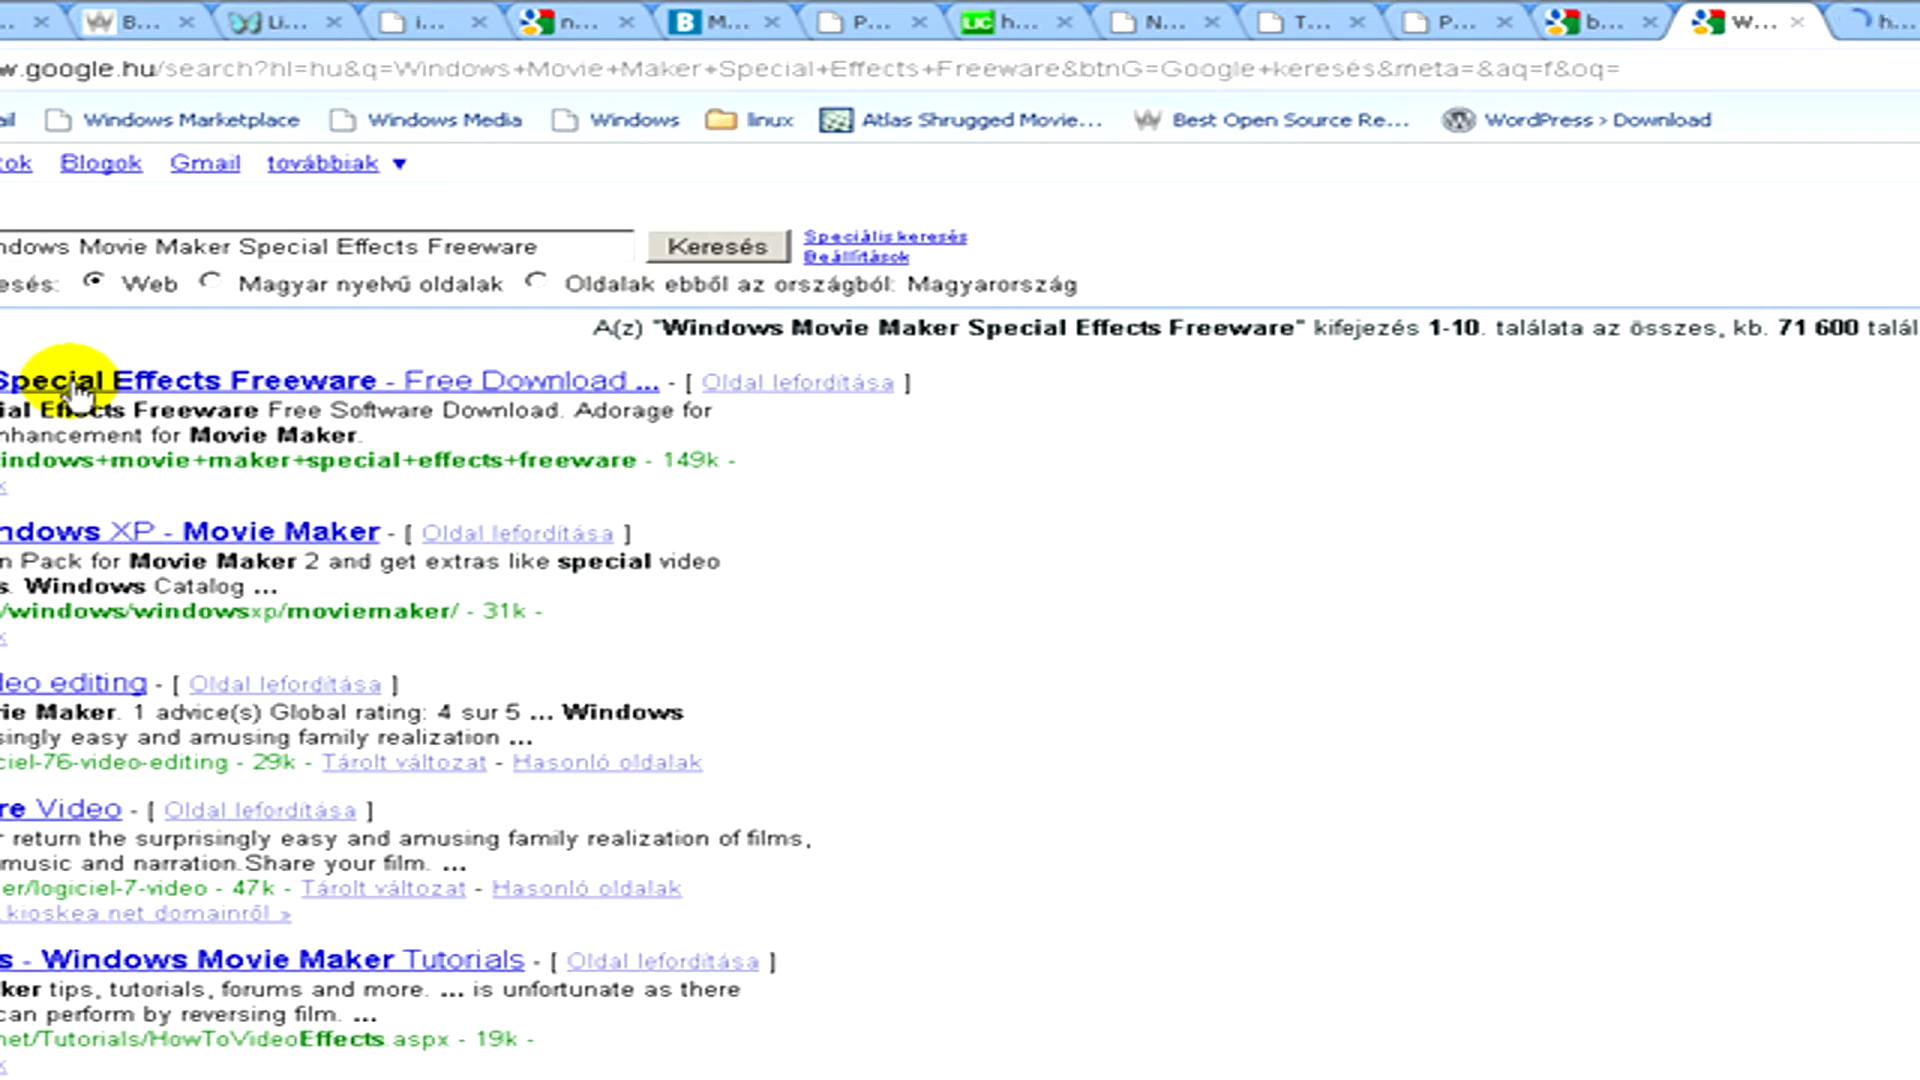 B... Li... i... n... M... P... h... N... T... P... b... W... h...
w.google.hu/search?hl=hu&q=Windows+Movie+Maker+Special+Effects+Freeware&btnG=Google+keresés&meta=&aq=f&oq=
ail Windows Marketplace Windows Media Windows linux Atlas Shrugged Movie... Best Open Source Re... WordPress › Download
tok Blogok Gmail továbbiak ▼
ndows Movie Maker Special Effects Freeware Keresés Speciális keresés
Beállítások
esés: Web Magyar nyelvű oldalak Oldalak ebből az országból: Magyarország
A(z) "Windows Movie Maker Special Effects Freeware" kifejezés 1-10. találata az összes, kb. 71 600 talál
Special Effects Freeware - Free Download ... - [ Oldal lefordítása ]
ial Effects Freeware Free Software Download. Adorage for
nhancement for Movie Maker.
indows+movie+maker+special+effects+freeware - 149k -
ndows XP - Movie Maker - [ Oldal lefordítása ]
n Pack for Movie Maker 2 and get extras like special video
s. Windows Catalog ...
/windows/windowsxp/moviemaker/ - 31k -
deo editing - [ Oldal lefordítása ]
vie Maker. 1 advice(s) Global rating: 4 sur 5 ... Windows
singly easy and amusing family realization ...
ciel-76-video-editing - 29k - Tárolt változat - Hasonló oldalak
re Video - [ Oldal lefordítása ]
r return the surprisingly easy and amusing family realization of films,
music and narration.Share your film. ...
er/logiciel-7-video - 47k - Tárolt változat - Hasonló oldalak
.kioskea.net domainről »
s - Windows Movie Maker Tutorials - [ Oldal lefordítása ]
ker tips, tutorials, forums and more. ... is unfortunate as there
can perform by reversing film. ...
net/Tutorials/HowToVideoEffects.aspx - 19k -